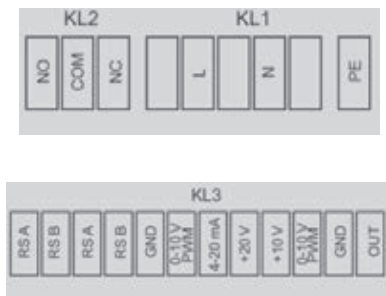 KL2 KL1
NO COM NC L N PE
KL3
RS A RS B RS A RS B GND 0-10 V PWM 4-20 mA +20 V +10 V 0-10 V PWM GND OUT